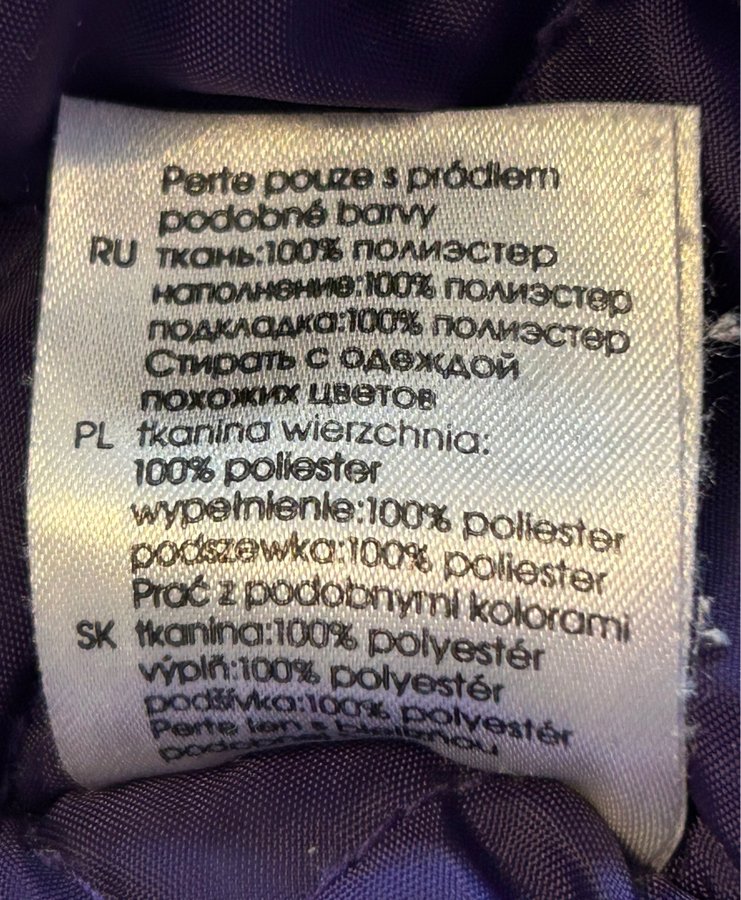 Perte pouze s prádlem
podobné barvy
RU ткань:100% полиэстер
наполнение:100% полиэстер
подкладка:100% полиэстер
Стирать с одеждой
похожих цветов
PL tkanina wierzchnia:
100% poliester
wypełnienie:100% poliester
podszewka:100% poliester
Prać z podobnymi kolorami
SK tkanina:100% polyestér
výplň:100% polyestér
podšívka:100% polyestér
Perte len s bielizňou